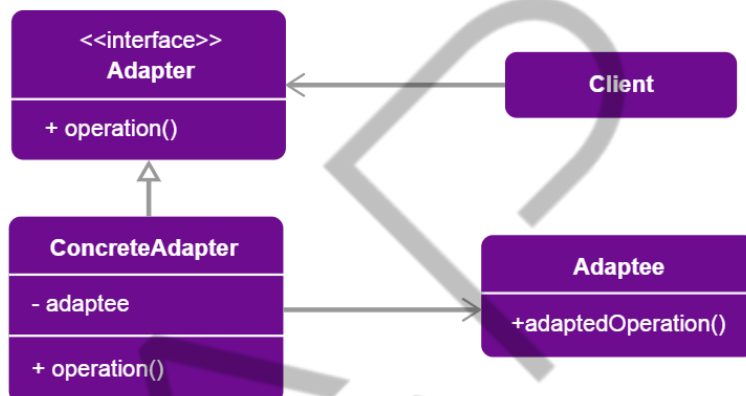 <<interface>>
Adapter
+ operation()
Client
ConcreteAdapter
- adaptee
+ operation()
Adaptee
+adaptedOperation()